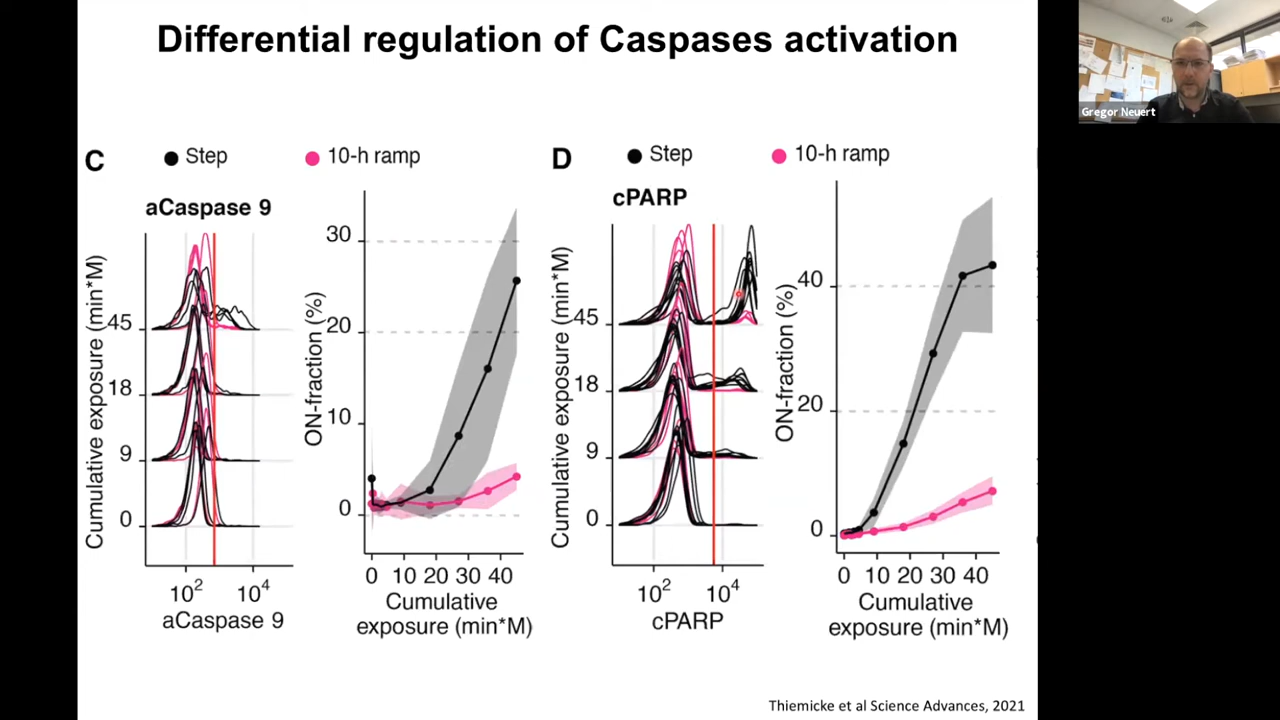 Differential regulation of Caspases activation
Gregor Neuert
C
Step
10-h ramp
aCaspase 9
Cumulative exposure (min*M)
45
18
9
0
10²
10⁴
aCaspase 9
ON-fraction (%)
30
20
10
0
0 10 20 30 40
Cumulative
exposure (min*M)
D
Step
10-h ramp
cPARP
Cumulative exposure (min*M)
45
18
9
0
10²
10⁴
cPARP
ON-fraction (%)
40
20
0
0 10 20 30 40
Cumulative
exposure (min*M)
Thiemicke et al Science Advances, 2021